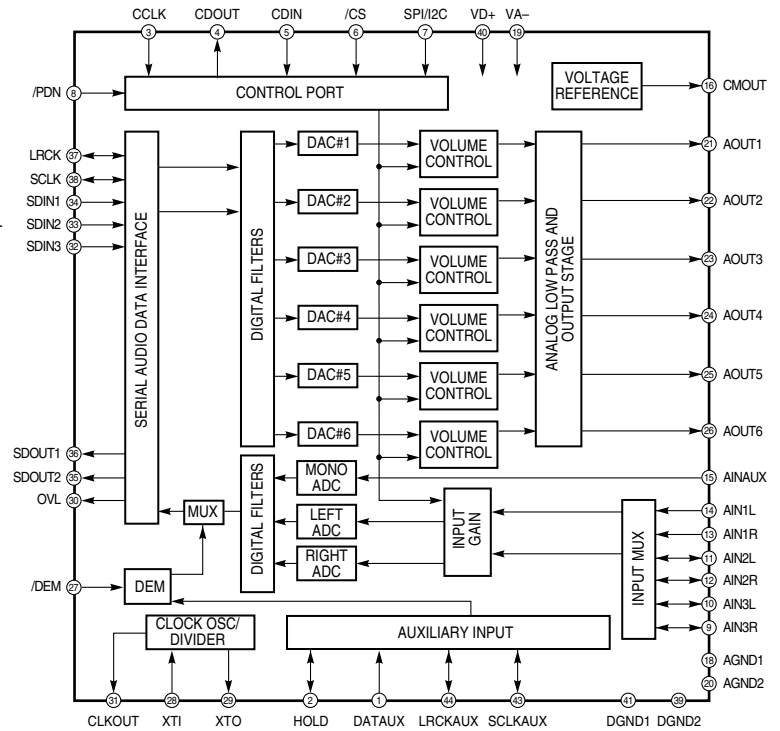 CCLK CDOUT CDIN /CS SPI/I2C VD+ VA–
3 4 5 6 7 40 19
/PDN 8
CONTROL PORT
VOLTAGE
REFERENCE
16 CMOUT
LRCK 37
SCLK 38
SDIN1 34
SDIN2 33
SDIN3 32
SERIAL AUDIO DATA INTERFACE
DIGITAL FILTERS
DAC#1
VOLUME
CONTROL
DAC#2
VOLUME
CONTROL
DAC#3
VOLUME
CONTROL
DAC#4
VOLUME
CONTROL
DAC#5
VOLUME
CONTROL
DAC#6
VOLUME
CONTROL
ANALOG LOW PASS AND
OUTPUT STAGE
21 AOUT1
22 AOUT2
23 AOUT3
24 AOUT4
25 AOUT5
26 AOUT6
SDOUT1 36
SDOUT2 35
OVL 30
MUX
DIGITAL FILTERS
MONO
ADC
LEFT
ADC
RIGHT
ADC
INPUT
GAIN
INPUT MUX
15 AINAUX
14 AIN1L
13 AIN1R
11 AIN2L
12 AIN2R
10 AIN3L
9 AIN3R
/DEM 27
DEM
CLOCK OSC/
DIVIDER
AUXILIARY INPUT
18 AGND1
20 AGND2
31 28 29 2 1 44 43 41 39
CLKOUT XTI XTO HOLD DATAUX LRCKAUX SCLKAUX DGND1 DGND2